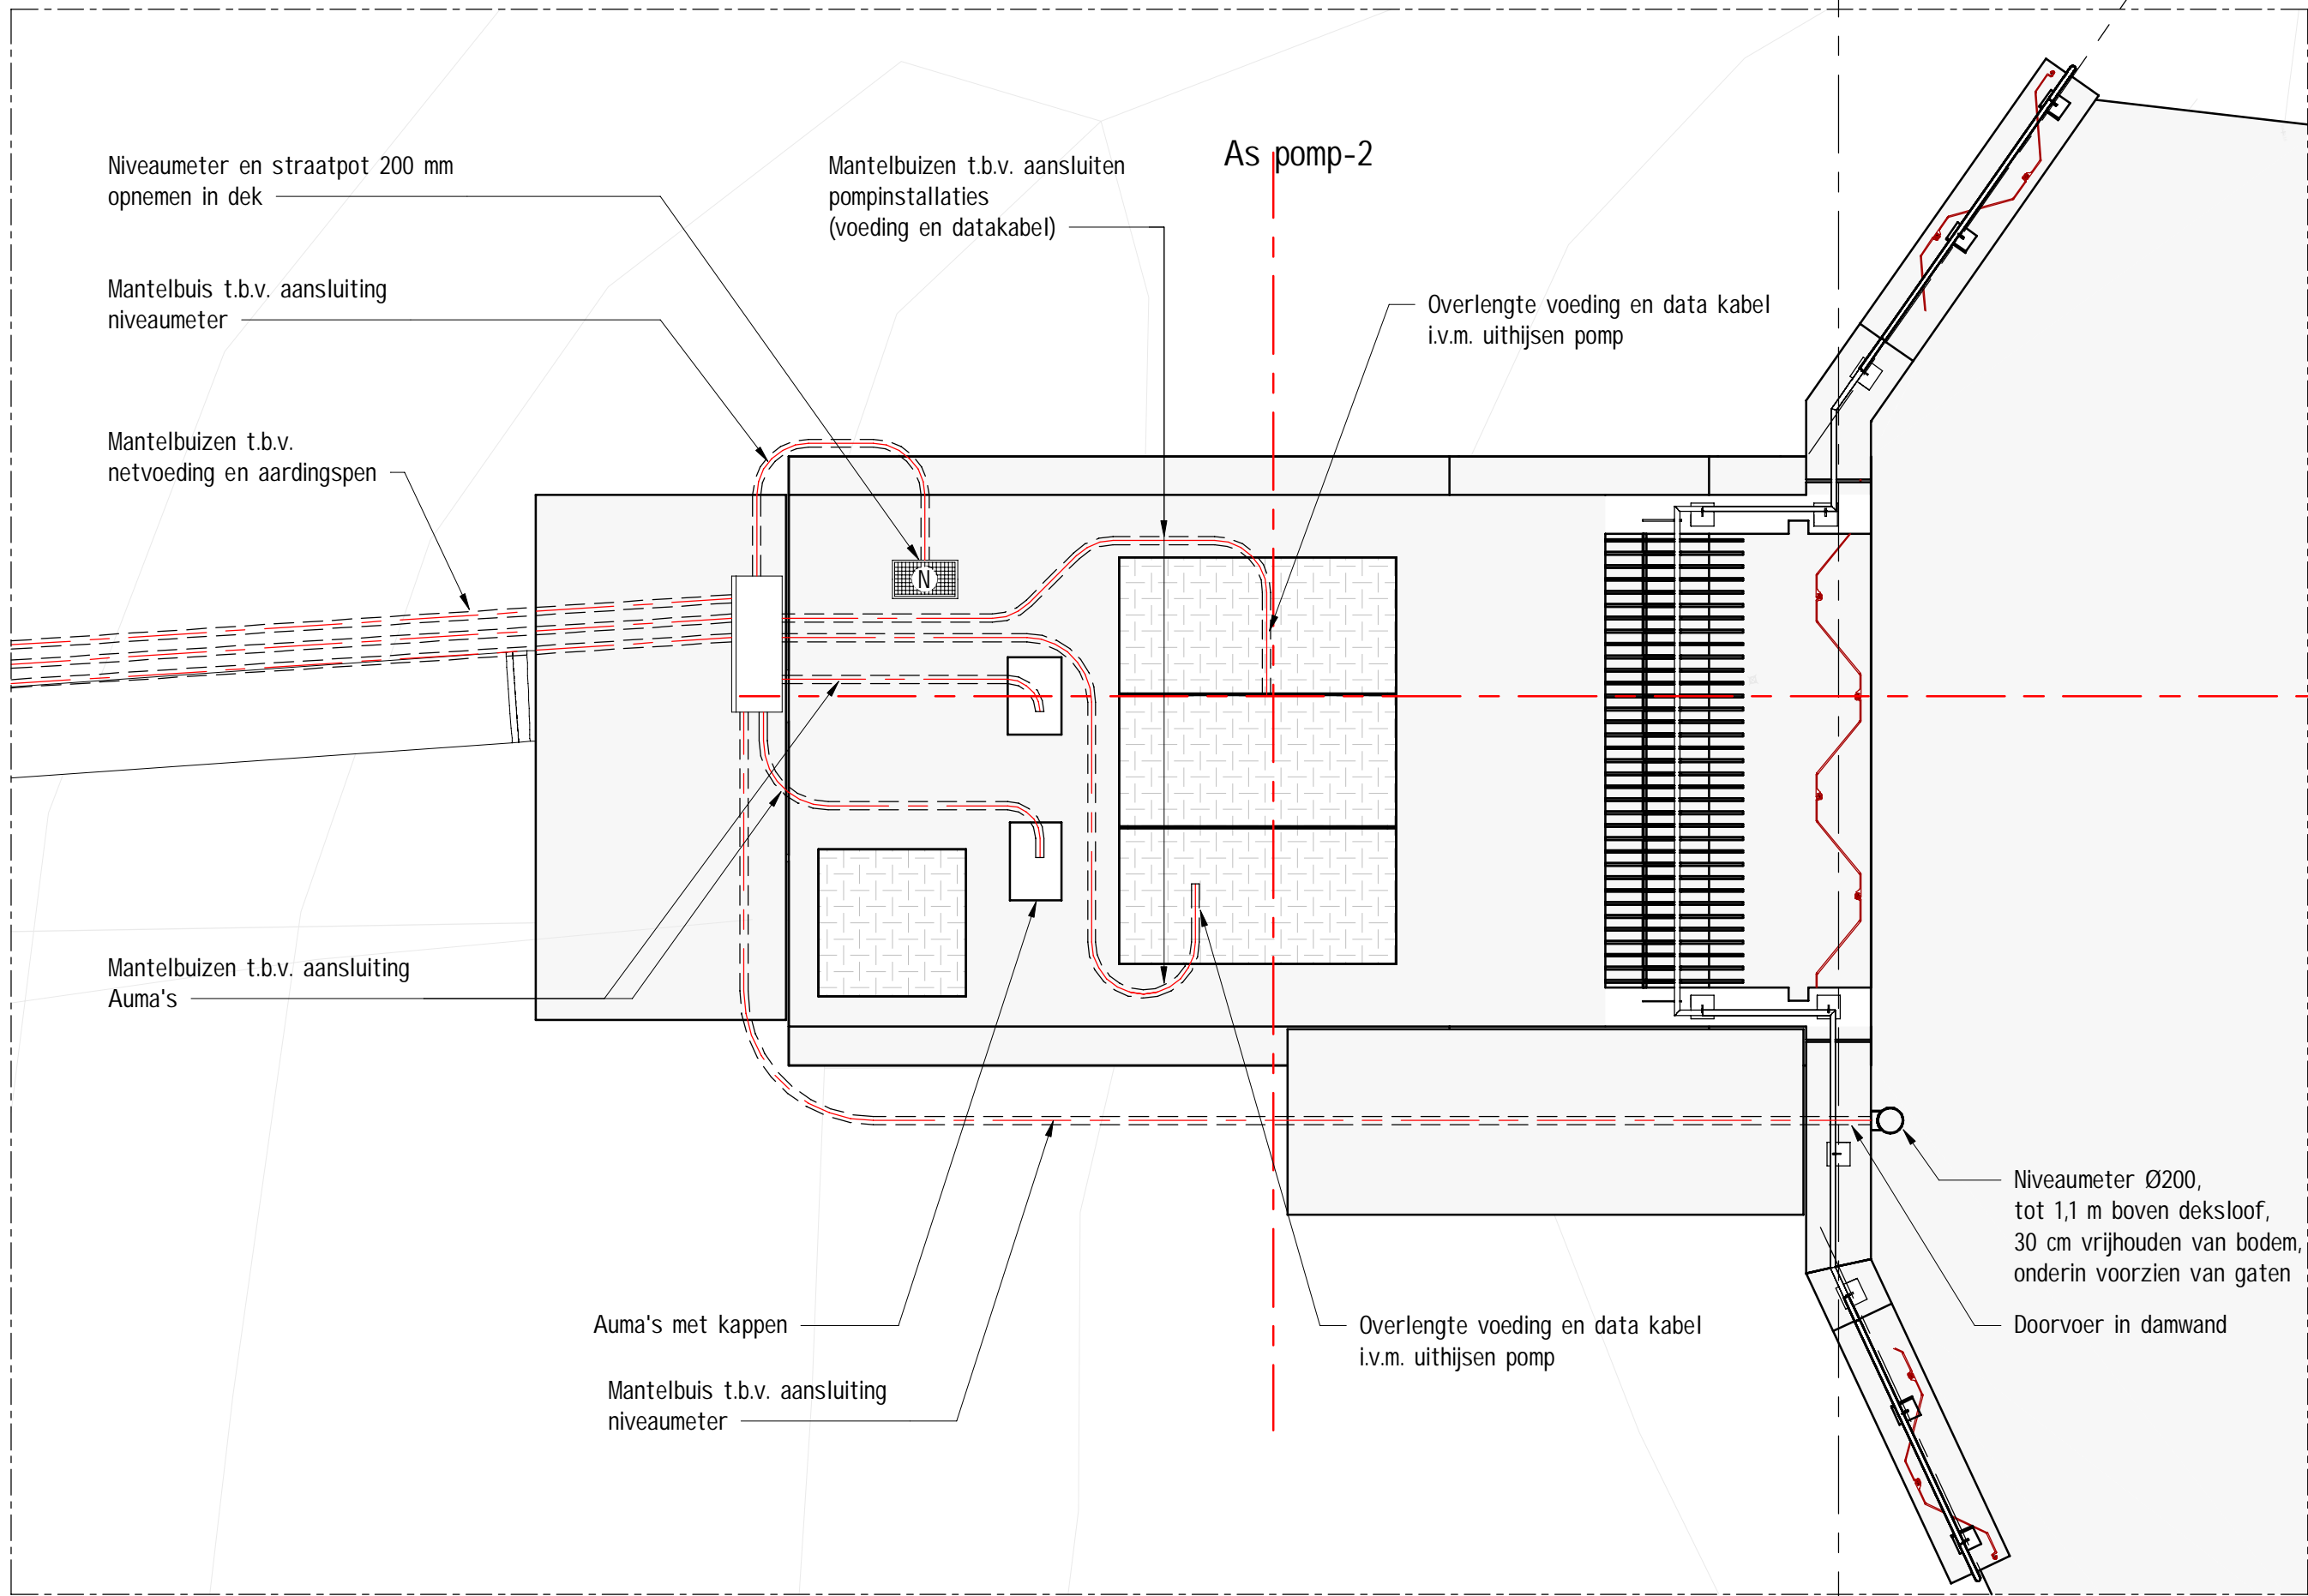 As pomp-2
Niveaumeter en straatpot 200 mm
opnemen in dek
Mantelbuizen t.b.v. aansluiten
pompinstallaties
(voeding en datakabel)
Mantelbuis t.b.v. aansluiting
niveaumeter
Overlengte voeding en data kabel
i.v.m. uithijsen pomp
Mantelbuizen t.b.v.
netvoeding en aardingspen
N
Mantelbuizen t.b.v. aansluiting
Auma's
Niveaumeter Ø200,
tot 1,1 m boven deksloof,
30 cm vrijhouden van bodem,
onderin voorzien van gaten
Auma's met kappen
Overlengte voeding en data kabel
i.v.m. uithijsen pomp
Doorvoer in damwand
Mantelbuis t.b.v. aansluiting
niveaumeter